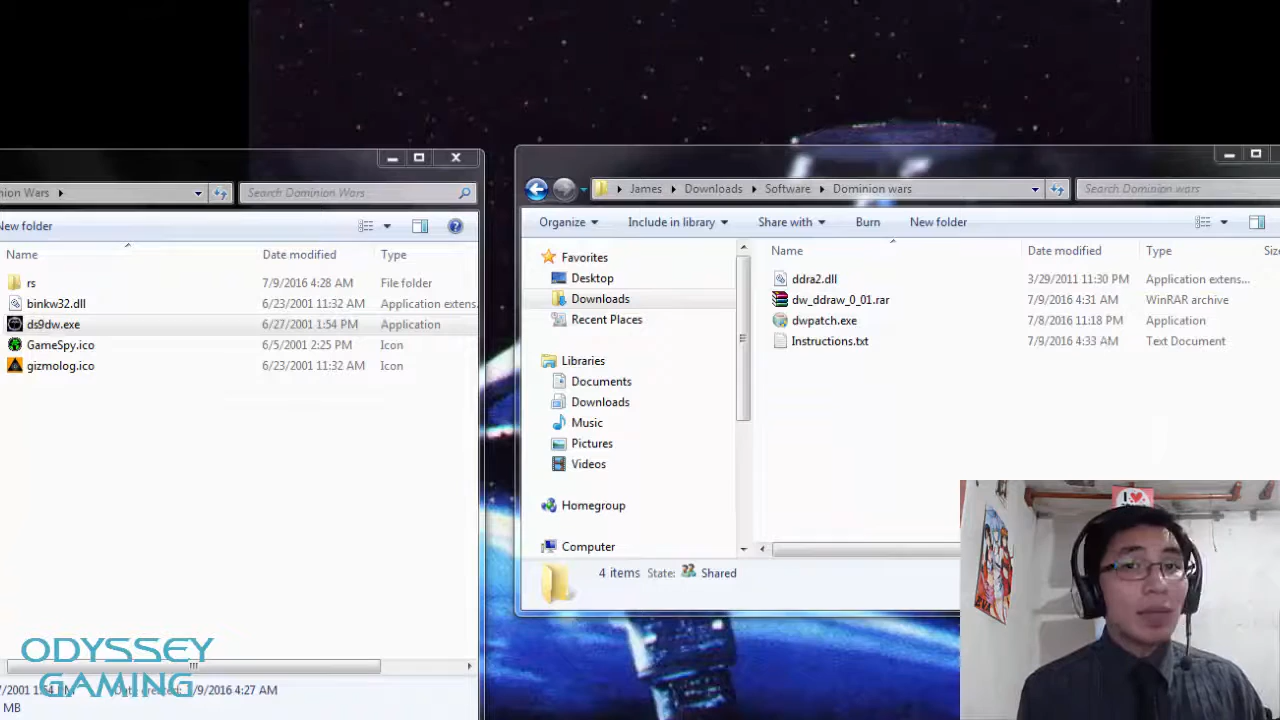 nion Wars
Search Dominion Wars
New folder
Name
Date modified
Type
rs
7/9/2016 4:28 AM
File folder
binkw32.dll
6/23/2001 11:32 AM
Application extens
ds9dw.exe
6/27/2001 1:54 PM
Application
GameSpy.ico
6/5/2001 2:25 PM
Icon
gizmolog.ico
6/23/2001 11:32 AM
Icon
ODYSSEY
GAMING
/9/2016 4:27 AM
MB
James
Downloads
Software
Dominion wars
Search Dominion wars
Organize
Include in library
Share with
Burn
New folder
Favorites
Desktop
Downloads
Recent Places
Libraries
Documents
Downloads
Music
Pictures
Videos
Homegroup
Computer
Name
Date modified
Type
Siz
ddra2.dll
3/29/2011 11:30 PM
Application extens...
dw_ddraw_0_01.rar
7/9/2016 4:31 AM
WinRAR archive
dwpatch.exe
7/8/2016 11:18 PM
Application
Instructions.txt
7/9/2016 4:33 AM
Text Document
4 items
State:
Shared
I